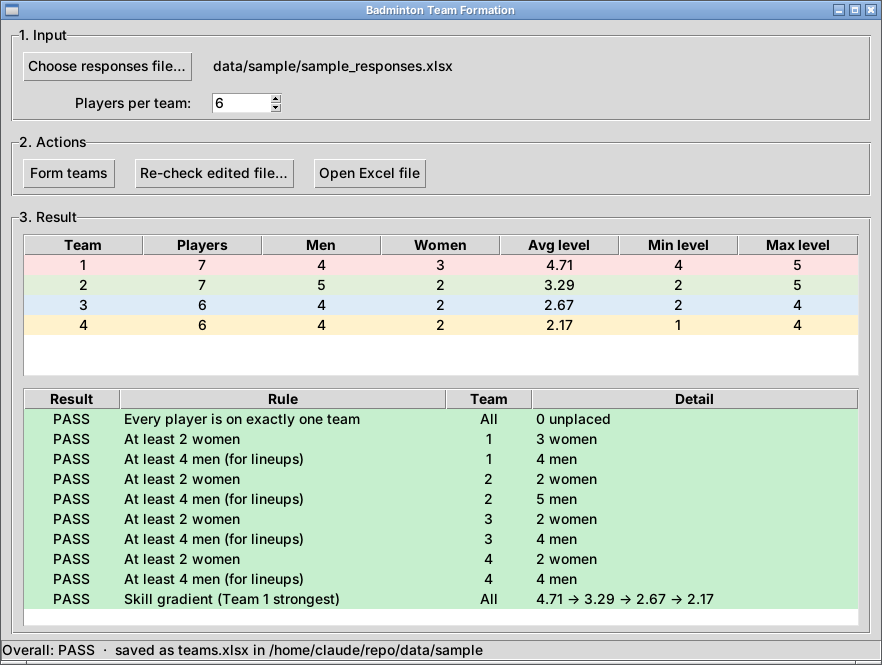 Badminton Team Formation
1. Input
Choose responses file... data/sample/sample_responses.xlsx
Players per team: 6
2. Actions
Form teams Re-check edited file... Open Excel file
3. Result
Team Players Men Women Avg level Min level Max level
1 7 4 3 4.71 4 5
2 7 5 2 3.29 2 5
3 6 4 2 2.67 2 4
4 6 4 2 2.17 1 4
Result Rule Team Detail
PASS Every player is on exactly one team All 0 unplaced
PASS At least 2 women 1 3 women
PASS At least 4 men (for lineups) 1 4 men
PASS At least 2 women 2 2 women
PASS At least 4 men (for lineups) 2 5 men
PASS At least 2 women 3 2 women
PASS At least 4 men (for lineups) 3 4 men
PASS At least 2 women 4 2 women
PASS At least 4 men (for lineups) 4 4 men
PASS Skill gradient (Team 1 strongest) All 4.71 → 3.29 → 2.67 → 2.17
Overall: PASS · saved as teams.xlsx in /home/claude/repo/data/sample